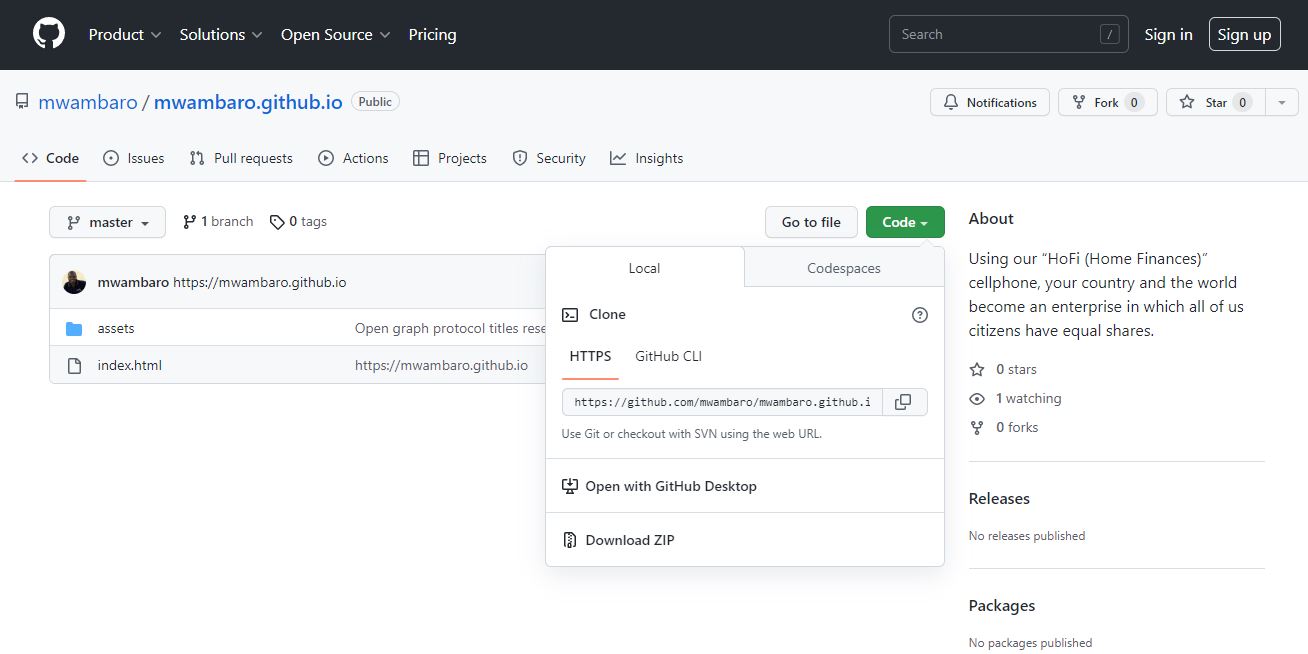 Product Solutions Open Source Pricing Search / Sign in Sign up
mwambaro / mwambaro.github.io Public Notifications Fork 0 Star 0
Code Issues Pull requests Actions Projects Security Insights
master 1 branch 0 tags Go to file Code
mwambaro https://mwambaro.github.io
assets Open graph protocol titles rese
index.html https://mwambaro.github.io
Local Codespaces
Clone
HTTPS GitHub CLI
https://github.com/mwambaro/mwambaro.github.i
Use Git or checkout with SVN using the web URL.
Open with GitHub Desktop
Download ZIP
About
Using our “HoFi (Home Finances)”
cellphone, your country and the world
become an enterprise in which all of us
citizens have equal shares.
0 stars
1 watching
0 forks
Releases
No releases published
Packages
No packages published